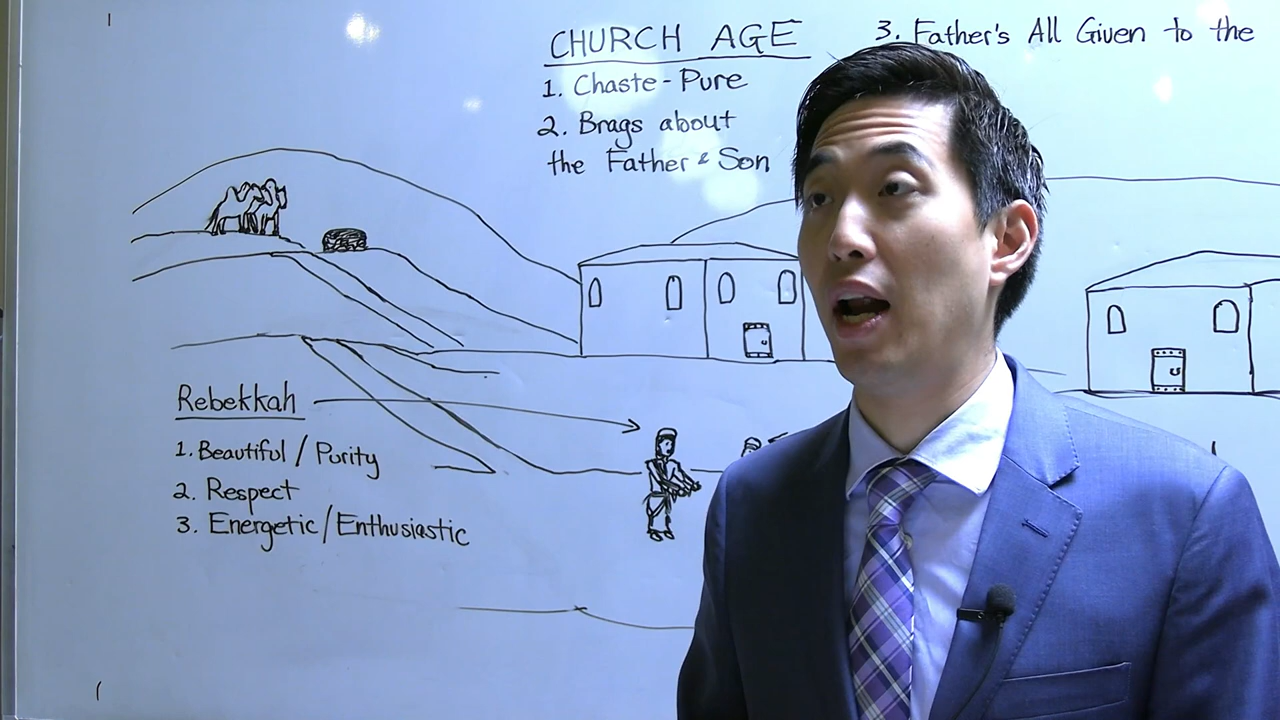 CHURCH AGE
1. Chaste-Pure
2. Brags about
the Father & Son
3. Father's All Given to the
Rebekkah
1. Beautiful / Purity
2. Respect
3. Energetic/Enthusiastic